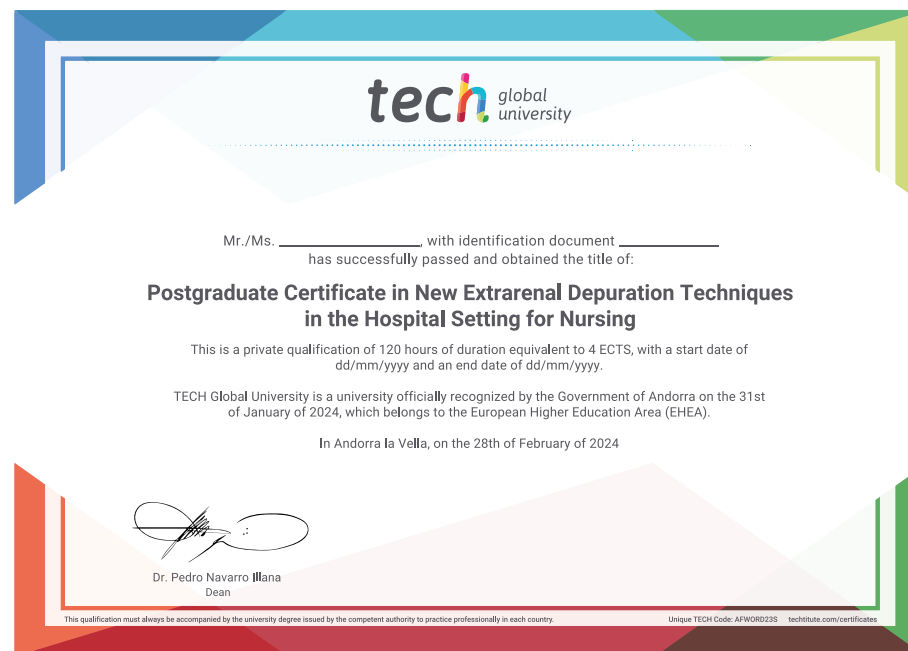 tech global
university
Mr./Ms. ____________, with identification document ____________
has successfully passed and obtained the title of:
Postgraduate Certificate in New Extrarenal Depuration Techniques
in the Hospital Setting for Nursing
This is a private qualification of 120 hours of duration equivalent to 4 ECTS, with a start date of
dd/mm/yyyy and an end date of dd/mm/yyyy.
TECH Global University is a university officially recognized by the Government of Andorra on the 31st
of January of 2024, which belongs to the European Higher Education Area (EHEA).
In Andorra la Vella, on the 28th of February of 2024
Dr. Pedro Navarro Illana
Dean
This qualification must always be accompanied by the university degree issued by the competent authority to practice professionally in each country.
Unique TECH Code: AFWORD23S techtitute.com/certificates